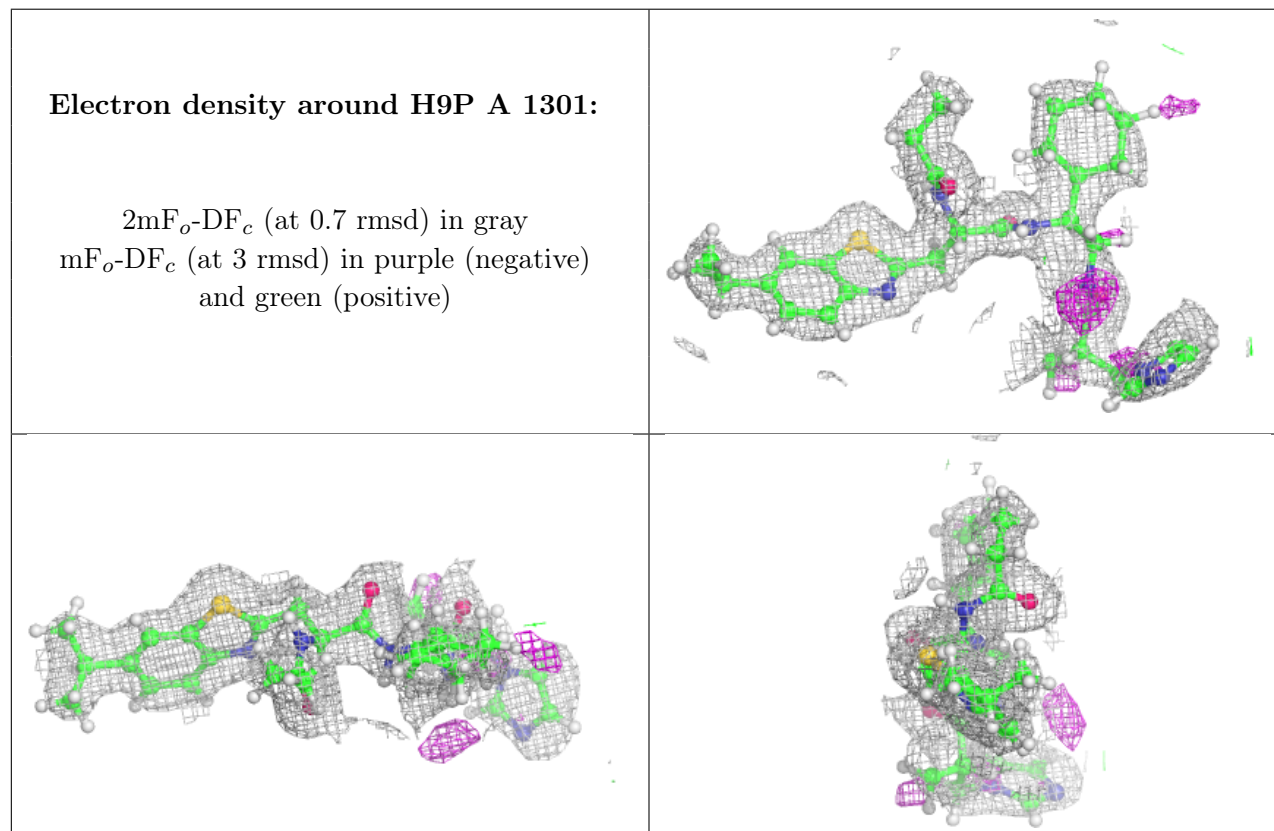 Electron density around H9P A 1301:
2mFo-DFc (at 0.7 rmsd) in gray
mFo-DFc (at 3 rmsd) in purple (negative)
and green (positive)